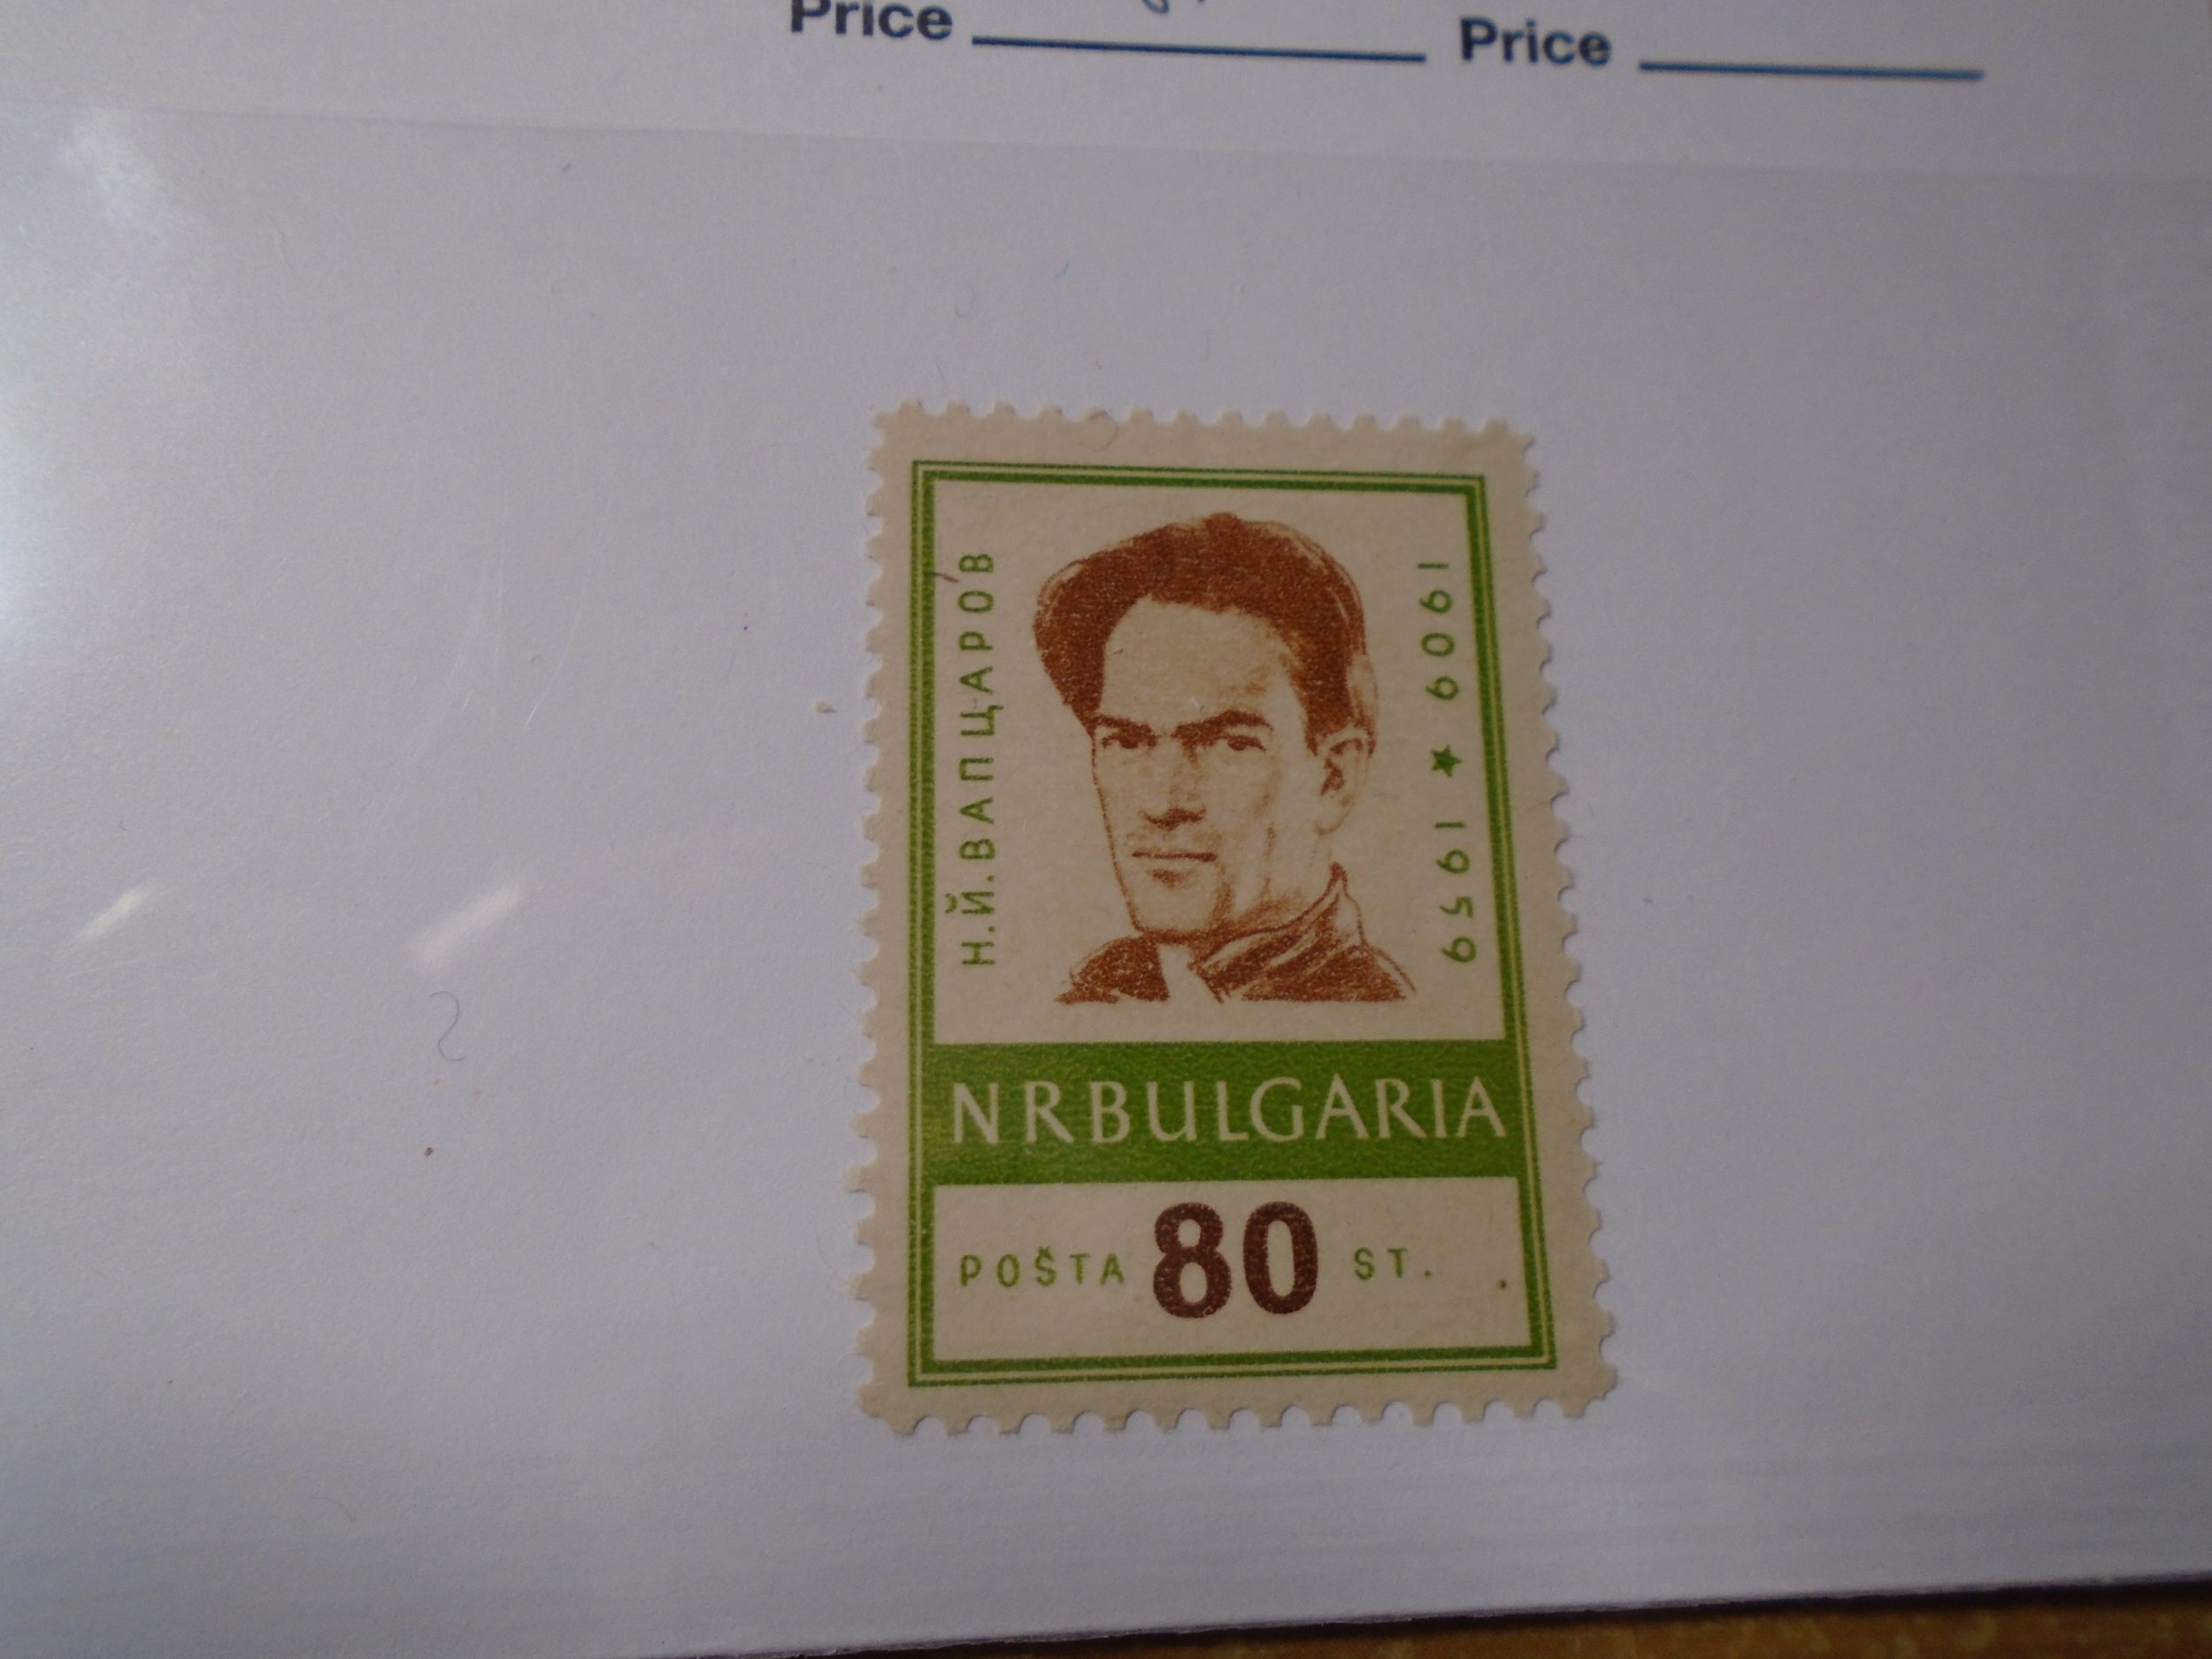 Price Price
Н.Й.ВАПЦАРОВ
1909 ★ 1959
NRBULGARIA
POŠTA 80 ST.